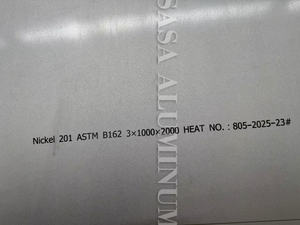 Nickel 201 ASTM B162 3×1000×2000 HEAT NO. : 805-2025-23#
SASA ALUMINUM